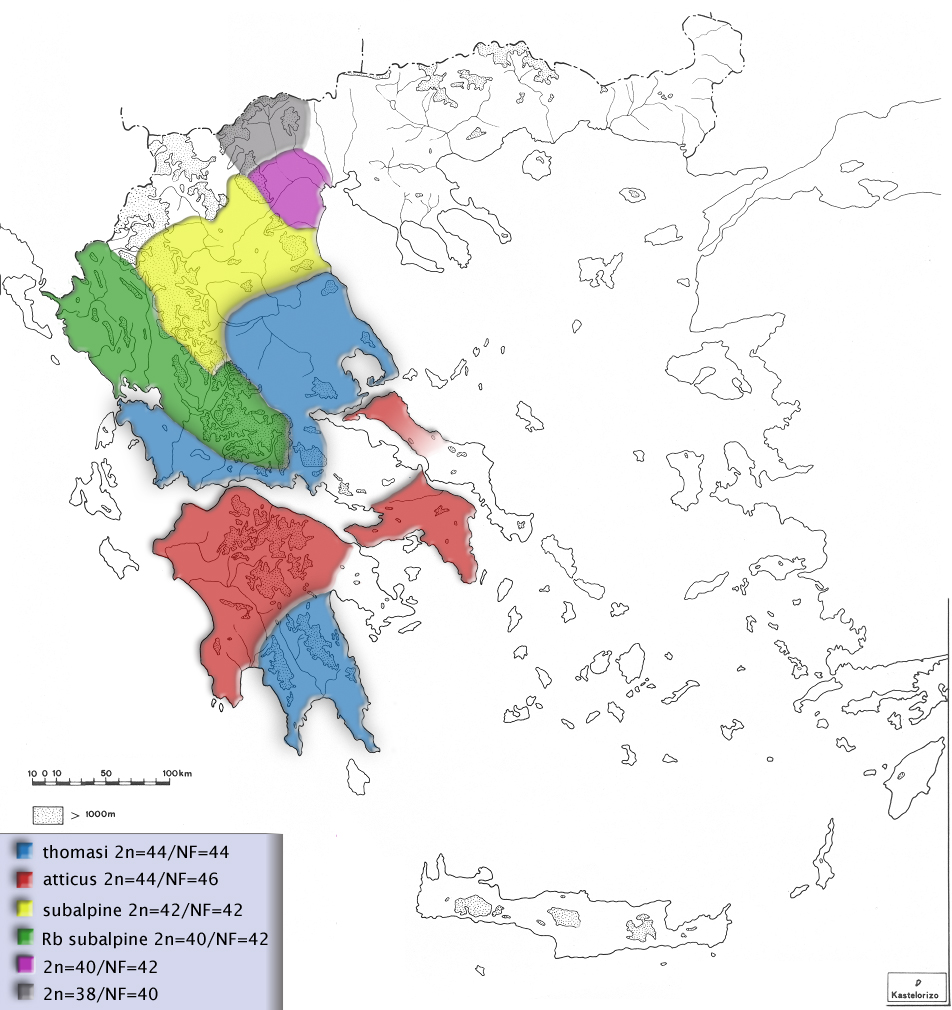 10 0 10 50 100km
> 1000m
thomasi 2n=44/NF=44
atticus 2n=44/NF=46
subalpine 2n=42/NF=42
Rb subalpine 2n=40/NF=42
2n=40/NF=42
2n=38/NF=40
Kastelorizo